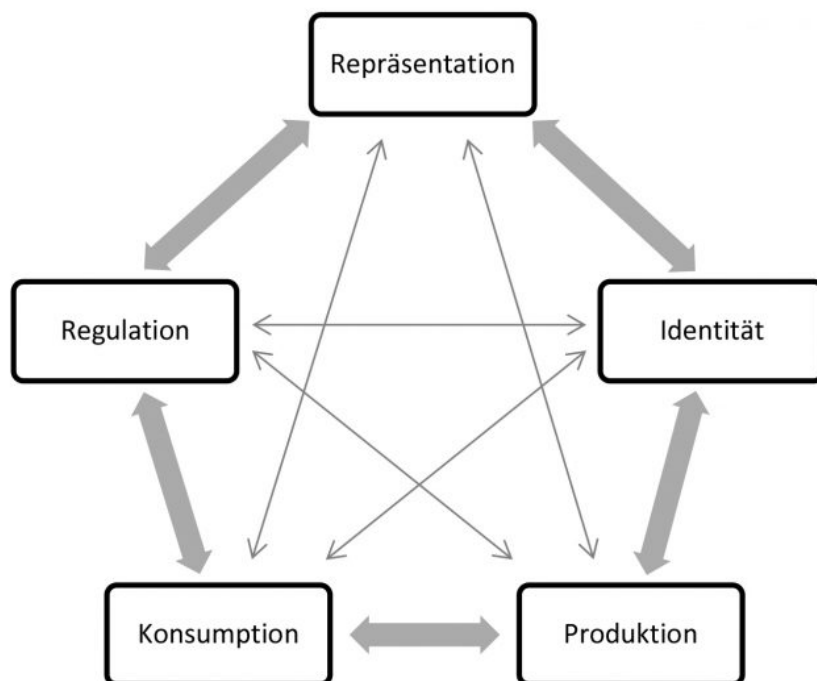 Repräsentation
Regulation
Identität
Konsumption
Produktion